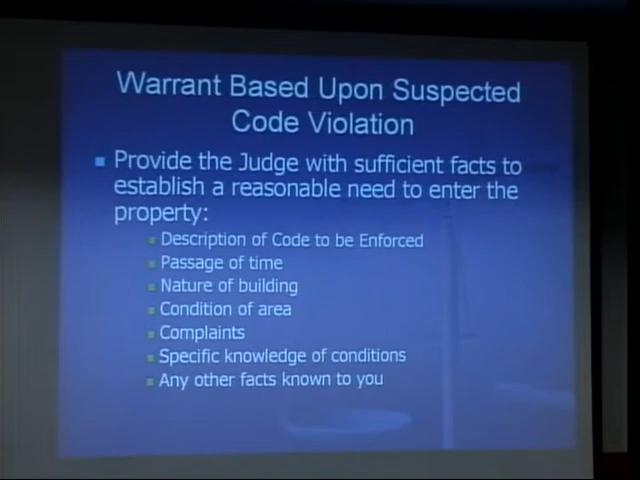 Warrant Based Upon Suspected
Code Violation
Provide the Judge with sufficient facts to
establish a reasonable need to enter the
property:
Description of Code to be Enforced
Passage of time
Nature of building
Condition of area
Complaints
Specific knowledge of conditions
Any other facts known to you